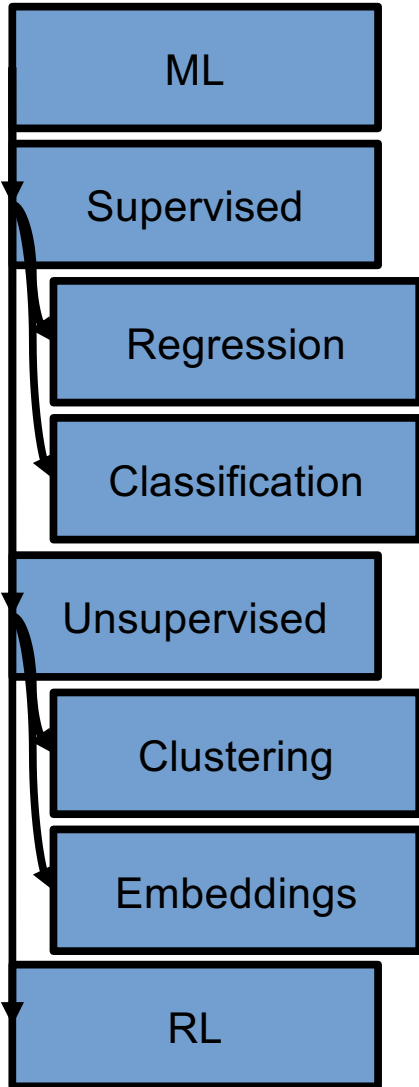 ML
Supervised
Regression
Classification
Unsupervised
Clustering
Embeddings
RL